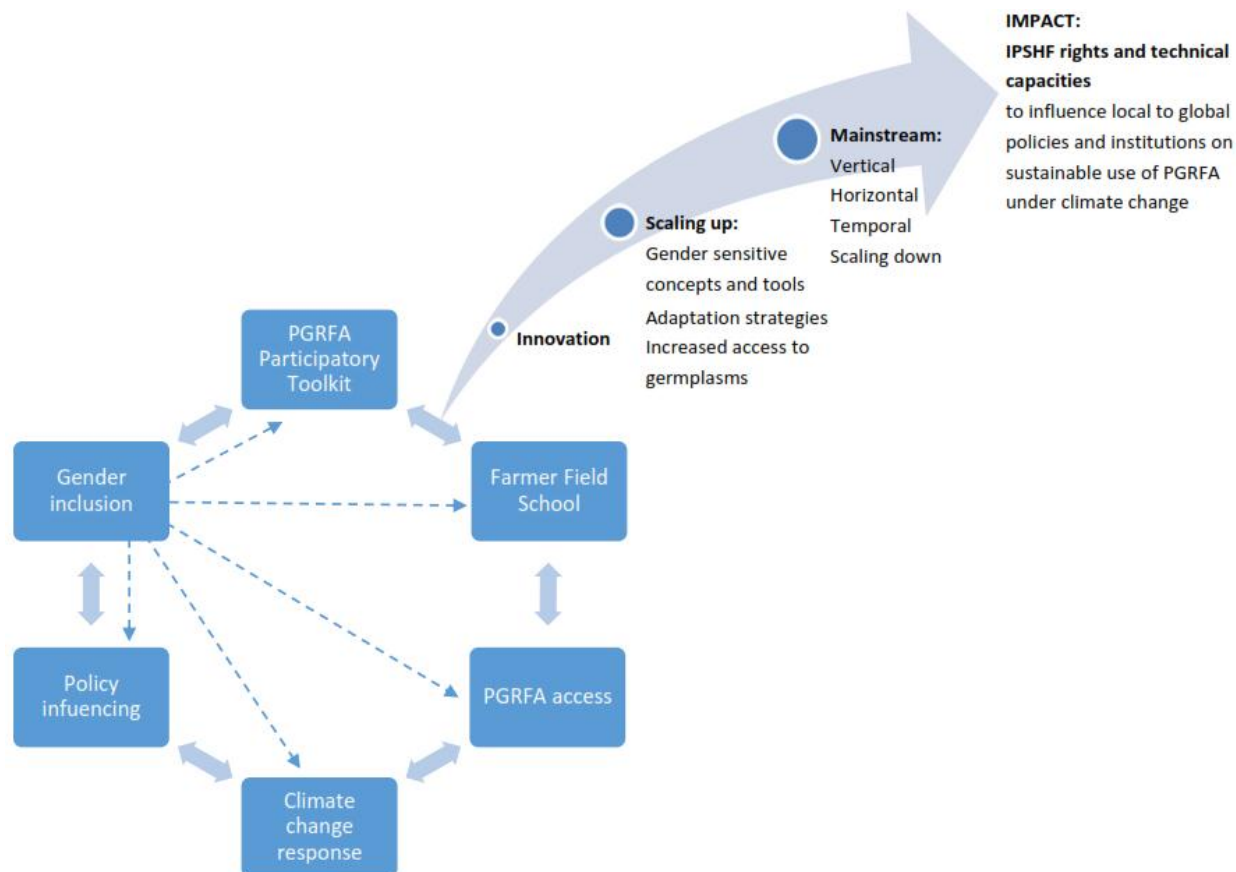 IMPACT:
IPSHF rights and technical
capacities
to influence local to global
policies and institutions on
sustainable use of PGRFA
under climate change
Mainstream:
Vertical
Horizontal
Temporal
Scaling down
Scaling up:
Gender sensitive
concepts and tools
Adaptation strategies
Increased access to
germplasms
Innovation
PGRFA
Participatory
Toolkit
Gender
inclusion
Farmer Field
School
Policy
infuencing
PGRFA access
Climate
change
response